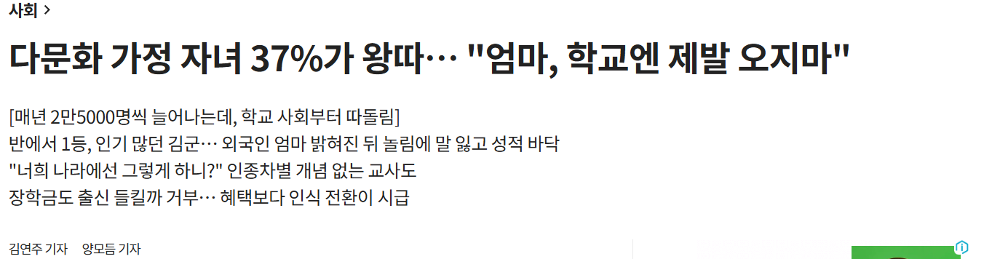 사회 >
다문화 가정 자녀 37%가 왕따… "엄마, 학교엔 제발 오지마"
[매년 2만5000명씩 늘어나는데, 학교 사회부터 따돌림]
반에서 1등, 인기 많던 김군… 외국인 엄마 밝혀진 뒤 놀림에 말 잃고 성적 바닥
"너희 나라에선 그렇게 하니?" 인종차별 개념 없는 교사도
장학금도 출신 들킬까 거부… 혜택보다 인식 전환이 시급
김연주 기자 양모듬 기자